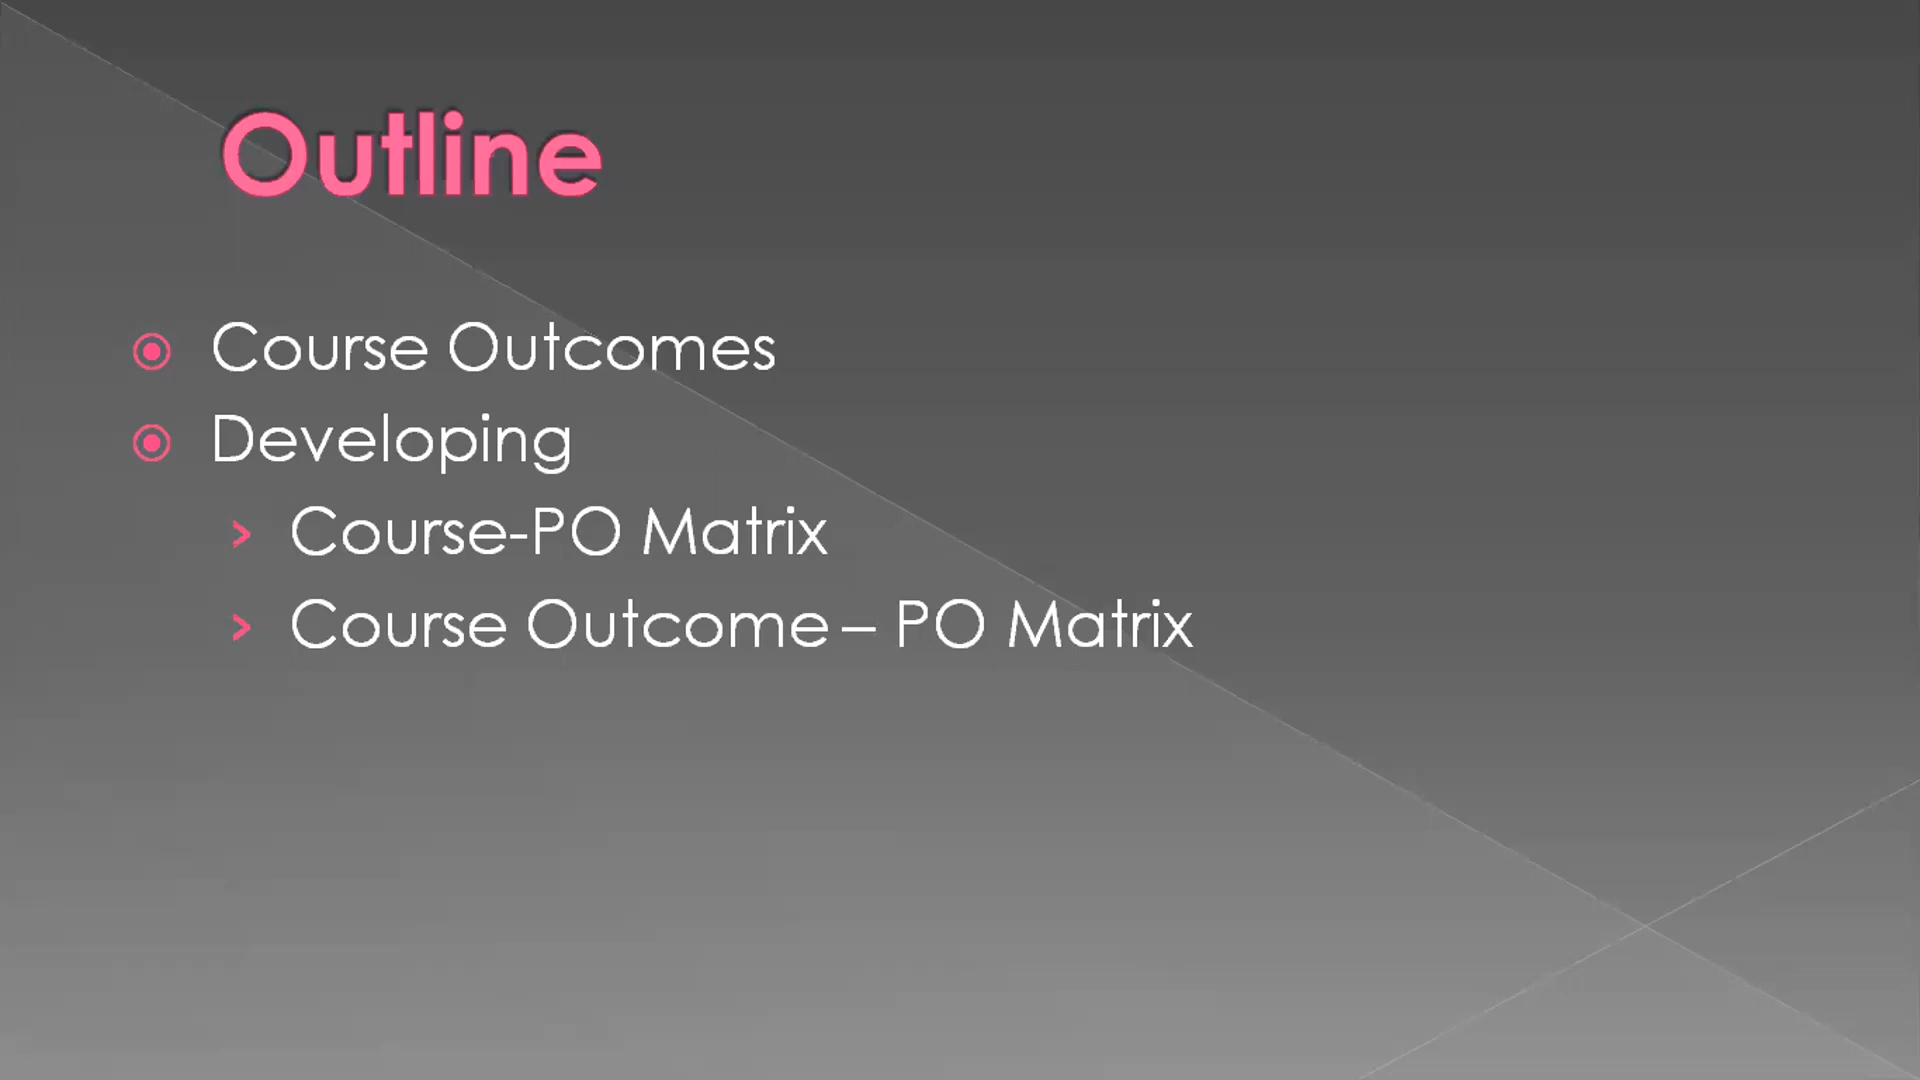 Outline
Course Outcomes
Developing
Course-PO Matrix
Course Outcome – PO Matrix